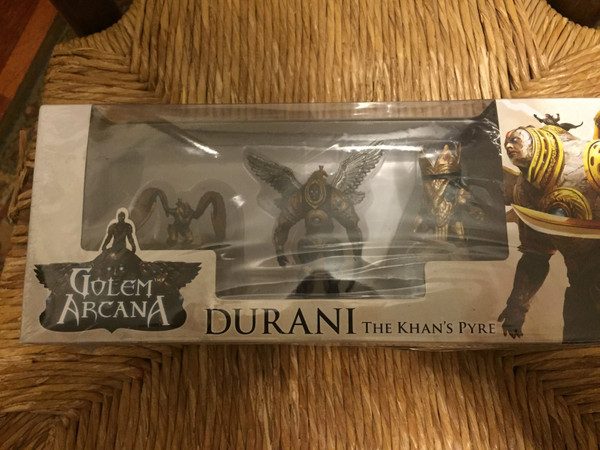 GOLEM
ARCANA
DURANI THE KHAN'S PYRE